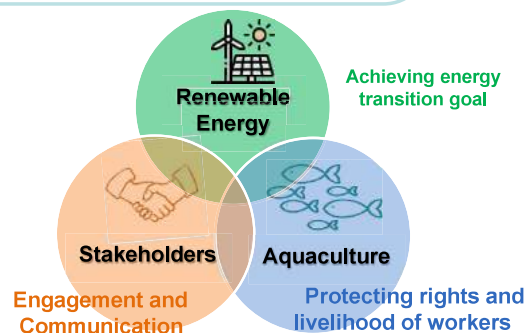 Renewable
Energy
Achieving energy
transition goal
Stakeholders
Aquaculture
Engagement and
Communication
Protecting rights and
livelihood of workers